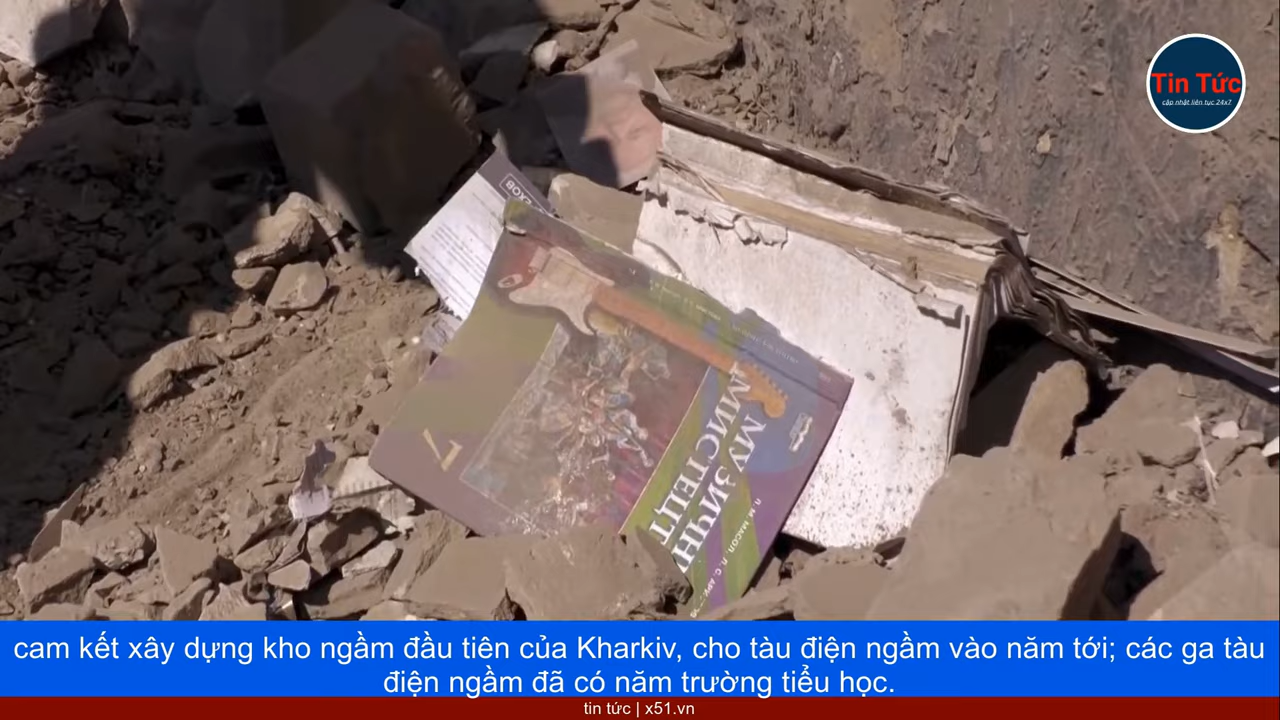 Tin Tức
cập nhật liên tục 24x7
МУЗИЧН
МИСТЕЦТ
7
cam kết xây dựng kho ngầm đầu tiên của Kharkiv, cho tàu điện ngầm vào năm tới; các ga tàu
điện ngầm đã có năm trường tiểu học.
tin tức | x51.vn